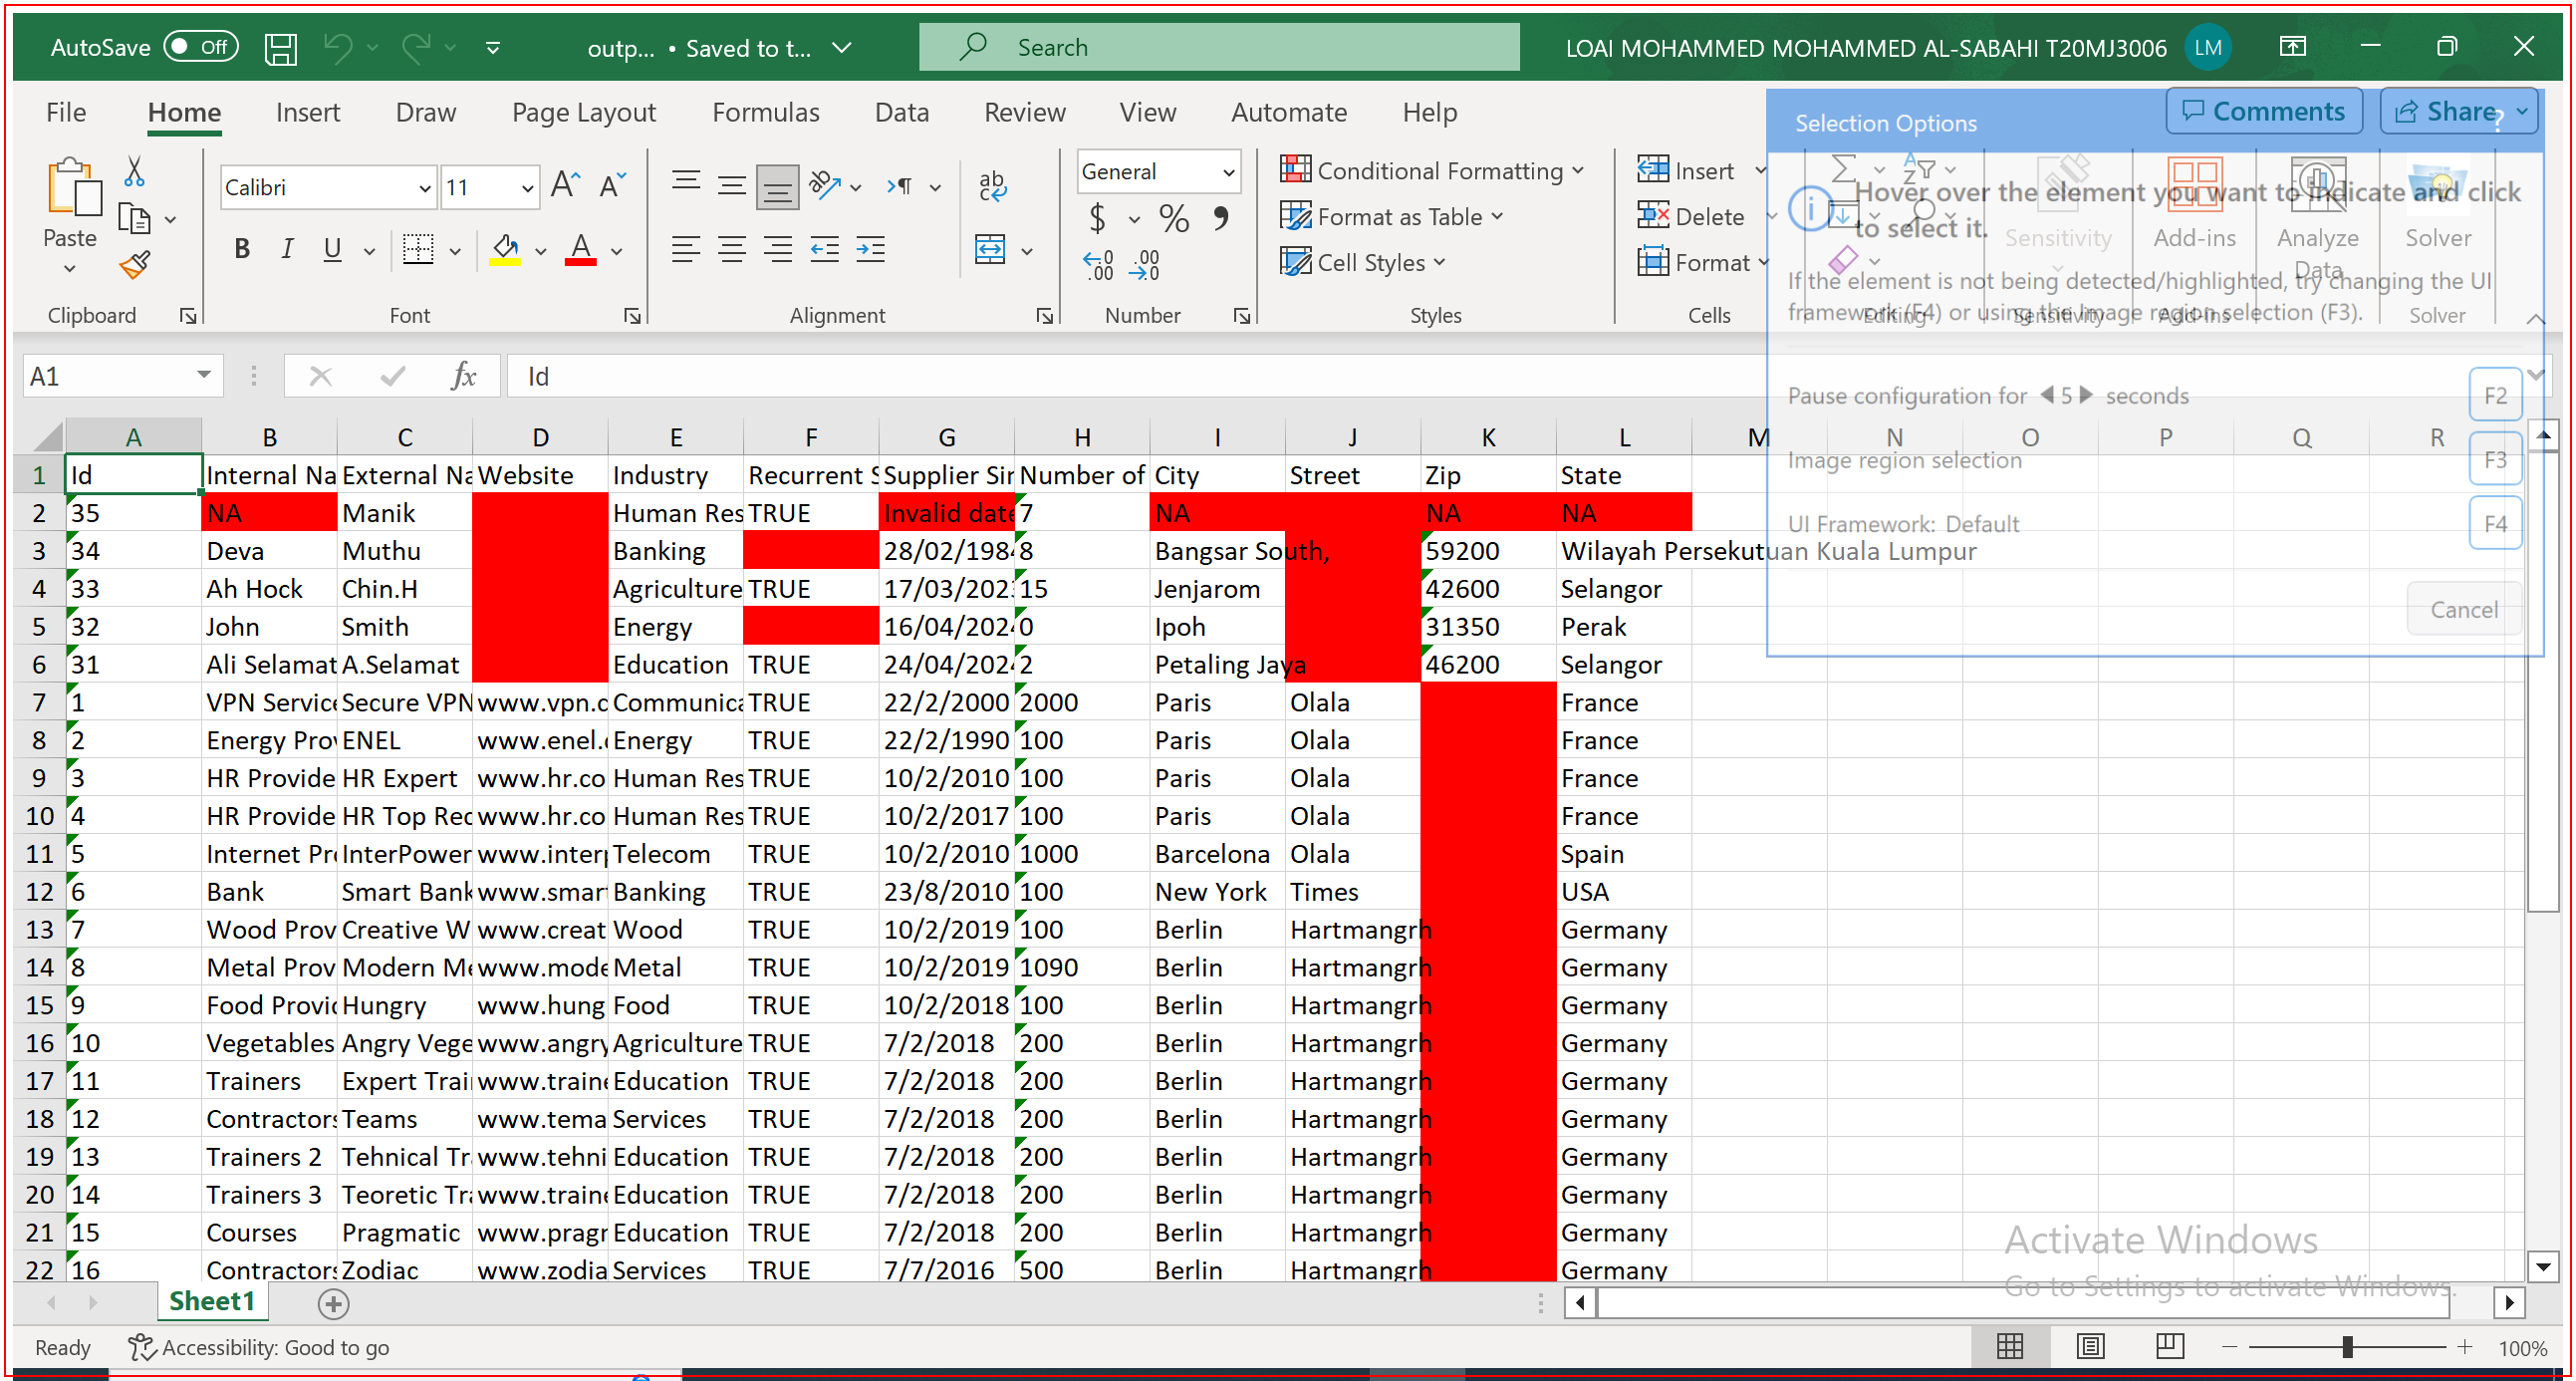 AutoSave Off outp... • Saved to t... Search LOAI MOHAMMED MOHAMMED AL-SABAHI T20MJ3006 LM
File Home Insert Draw Page Layout Formulas Data Review View Automate Help Comments Share
Selection Options ?
Paste Calibri 11 General Conditional Formatting Insert
Format as Table Delete
Cell Styles Format
Sensitivity Add-ins Analyze Data Solver
Hover over the element you want to indicate and click
to select it.
If the element is not being detected/highlighted, try changing the UI
framework (F4) or using the image region selection (F3).
Clipboard Font Alignment Number Styles Cells Editing Sensitivity Add-ins Solver
A1 fx Id
Pause configuration for 5 seconds F2
Image region selection F3
UI Framework: Default F4
Cancel
A B C D E F G H I J K L M N O P Q R
1 Id Internal Na External Na Website Industry Recurrent S Supplier Sin Number of City Street Zip State
2 35 NA Manik Human Res TRUE Invalid date 7 NA NA NA
3 34 Deva Muthu Banking 28/02/1984 8 Bangsar South, 59200 Wilayah Persekutuan Kuala Lumpur
4 33 Ah Hock Chin.H Agriculture TRUE 17/03/2023 15 Jenjarom 42600 Selangor
5 32 John Smith Energy 16/04/2024 0 Ipoh 31350 Perak
6 31 Ali Selamat A.Selamat Education TRUE 24/04/2024 2 Petaling Jaya 46200 Selangor
7 1 VPN Service Secure VPN www.vpn.c Communica TRUE 22/2/2000 2000 Paris Olala France
8 2 Energy Prov ENEL www.enel. Energy TRUE 22/2/1990 100 Paris Olala France
9 3 HR Provide HR Expert www.hr.co Human Res TRUE 10/2/2010 100 Paris Olala France
10 4 HR Provide HR Top Rec www.hr.co Human Res TRUE 10/2/2017 100 Paris Olala France
11 5 Internet Pro InterPower www.interp Telecom TRUE 10/2/2010 1000 Barcelona Olala Spain
12 6 Bank Smart Bank www.smart Banking TRUE 23/8/2010 100 New York Times USA
13 7 Wood Prov Creative W www.creat Wood TRUE 10/2/2019 100 Berlin Hartmangrh Germany
14 8 Metal Prov Modern Me www.mode Metal TRUE 10/2/2019 1090 Berlin Hartmangrh Germany
15 9 Food Provid Hungry www.hung Food TRUE 10/2/2018 100 Berlin Hartmangrh Germany
16 10 Vegetables Angry Vege www.angry Agriculture TRUE 7/2/2018 200 Berlin Hartmangrh Germany
17 11 Trainers Expert Trai www.traine Education TRUE 7/2/2018 200 Berlin Hartmangrh Germany
18 12 Contractors Teams www.tema Services TRUE 7/2/2018 200 Berlin Hartmangrh Germany
19 13 Trainers 2 Tehnical Tr www.tehni Education TRUE 7/2/2018 200 Berlin Hartmangrh Germany
20 14 Trainers 3 Teoretic Tra www.traine Education TRUE 7/2/2018 200 Berlin Hartmangrh Germany
21 15 Courses Pragmatic www.pragr Education TRUE 7/2/2018 200 Berlin Hartmangrh Germany
22 16 Contractors Zodiac www.zodia Services TRUE 7/7/2016 500 Berlin Hartmangrh Germany
Activate Windows
Go to Settings to activate Windows.
Sheet1
Ready Accessibility: Good to go 100%